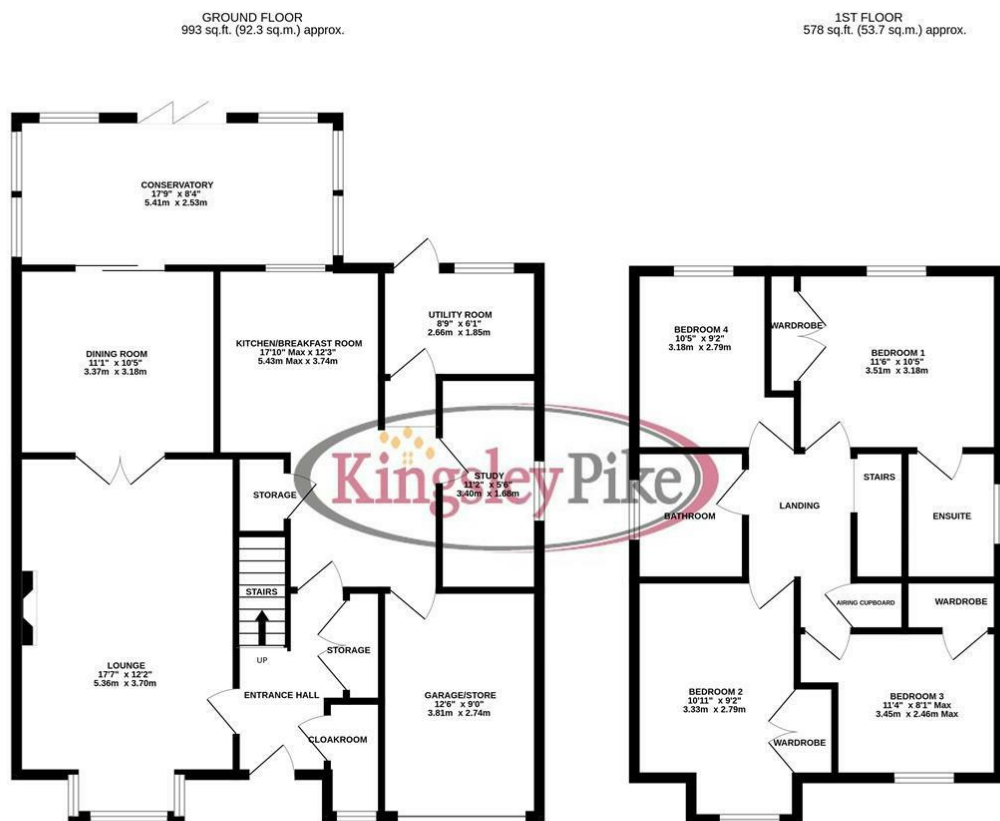 GROUND FLOOR
993 sq.ft. (92.3 sq.m.) approx.
1ST FLOOR
578 sq.ft. (53.7 sq.m.) approx.
CONSERVATORY
17'9" x 8'4"
5.41m x 2.53m
DINING ROOM
11'1" x 10'5"
3.37m x 3.18m
KITCHEN/BREAKFAST ROOM
17'10" Max x 12'3"
5.43m Max x 3.74m
UTILITY ROOM
8'9" x 6'1"
2.66m x 1.85m
STUDY
11'2" x 5'6"
3.40m x 1.68m
Kingsley Pike
STORAGE
STAIRS
UP
STORAGE
LOUNGE
17'7" x 12'2"
5.36m x 3.70m
ENTRANCE HALL
CLOAKROOM
GARAGE/STORE
12'6" x 9'0"
3.81m x 2.74m
BEDROOM 4
10'5" x 9'2"
3.18m x 2.79m
WARDROBE
BEDROOM 1
11'6" x 10'5"
3.51m x 3.18m
BATHROOM
LANDING
STAIRS
ENSUITE
AIRING CUPBOARD
WARDROBE
BEDROOM 2
10'11" x 9'2"
3.33m x 2.79m
WARDROBE
BEDROOM 3
11'4" x 8'1" Max
3.45m x 2.46m Max